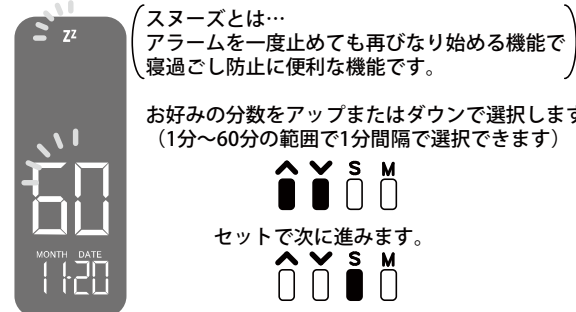 Zz
スヌーズとは…
アラームを一度止めても再びなり始める機能で
寝過ごし防止に便利な機能です。
お好みの分数をアップまたはダウンで選択します
（1分～60分の範囲で1分間隔で選択できます）
S M
60
セットで次に進みます。
S M
MONTH DATE
11:20